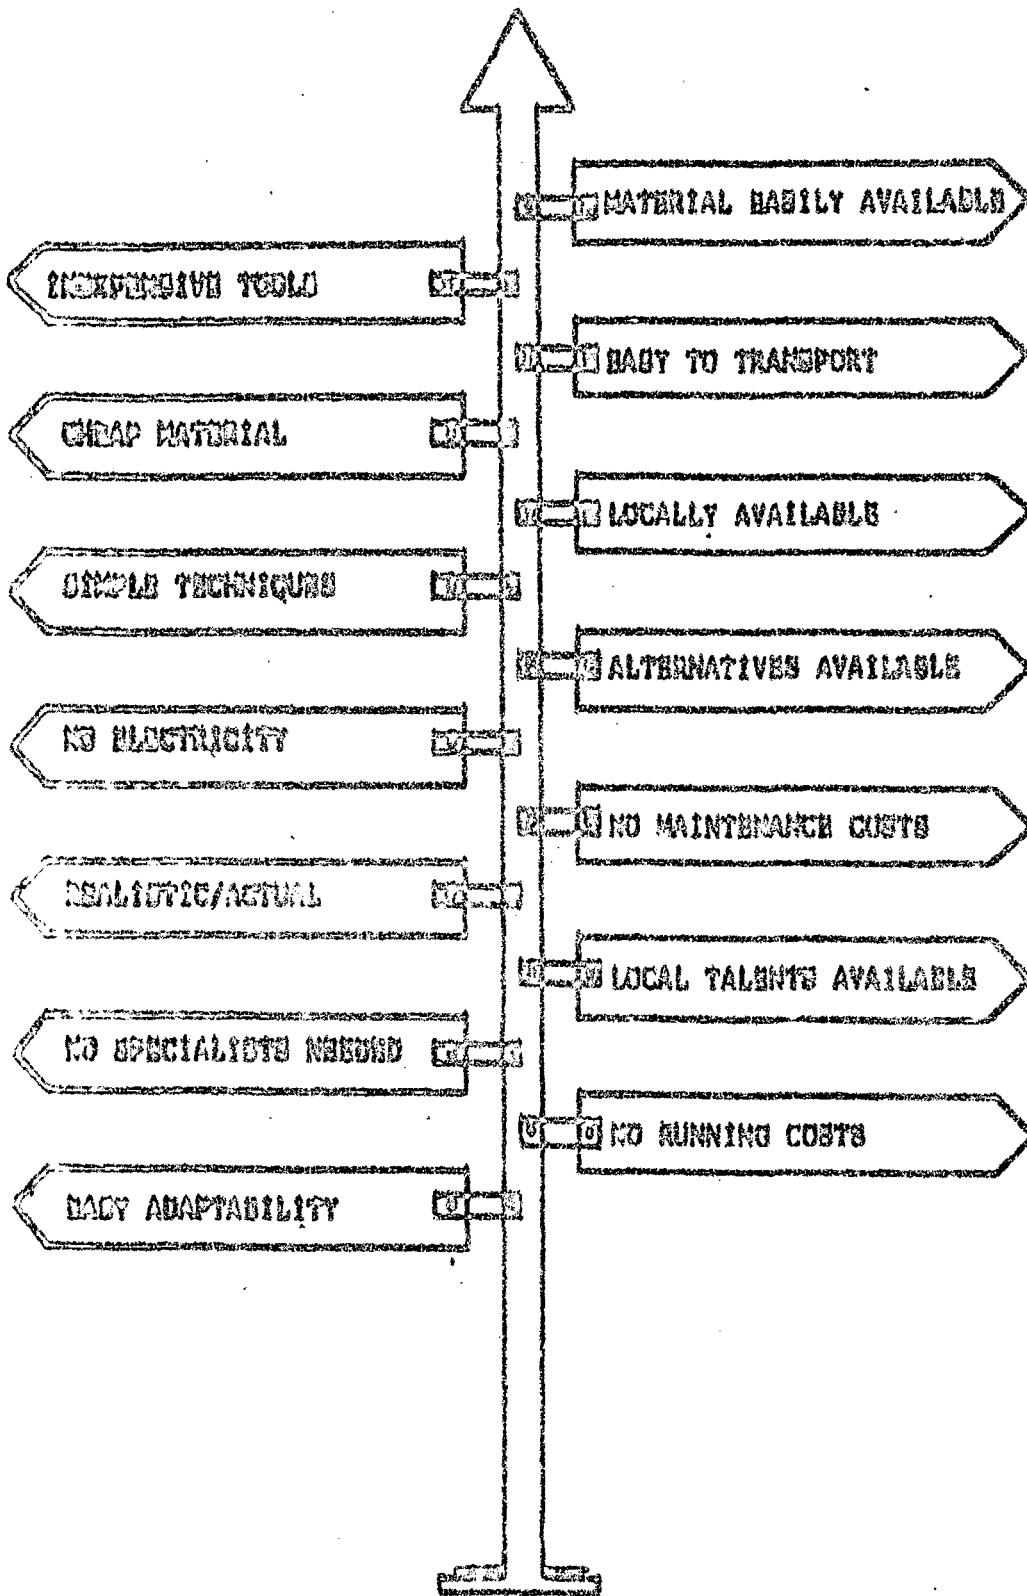 MATERIAL EASILY AVAILABLE
INEXPENSIVE TOOLS
EASY TO TRANSPORT
CHEAP MATERIAL
LOCALLY AVAILABLE
SIMPLE TECHNIQUES
ALTERNATIVES AVAILABLE
NO ELECTRICITY
NO MAINTENANCE COSTS
REALISTIC/ACTUAL
LOCAL TALENTS AVAILABLE
NO SPECIALISTS NEEDED
NO RUNNING COSTS
EASY ADAPTABILITY